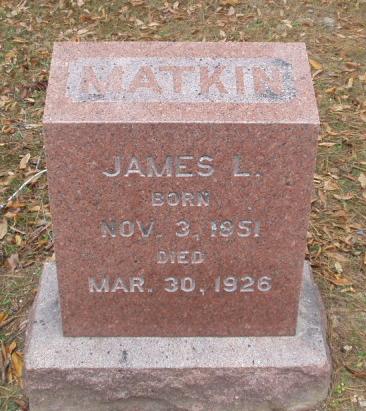 MATKIN
JAMES L.
BORN
NOV. 3, 1851
DIED
MAR. 30, 1926